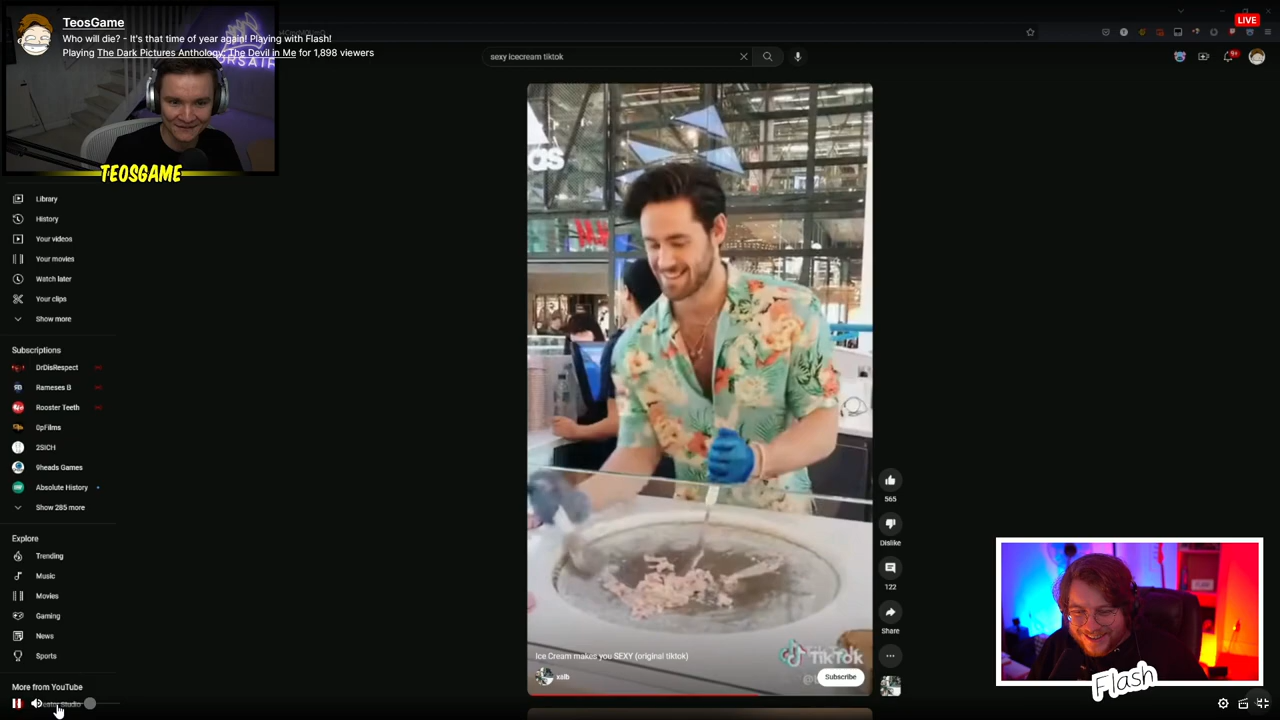 TeosGame
Who will die? - It's that time of year again! Playing with Flash!
Playing The Dark Pictures Anthology: The Devil in Me for 1,898 viewers
LIVE
sexy icecream tiktok
9+
TEOSGAME
Library
History
Your videos
Your movies
Watch later
Your clips
Show more
Subscriptions
DrDisRespect
Rameses B
Rooster Teeth
0pFilms
2SICH
9heads Games
Absolute History
Show 285 more
Explore
Trending
Music
Movies
Gaming
News
Sports
More from YouTube
Studio
565
Dislike
122
Share
Ice Cream makes you SEXY (original tiktok)
xslb
Subscribe
TikTok
Flash